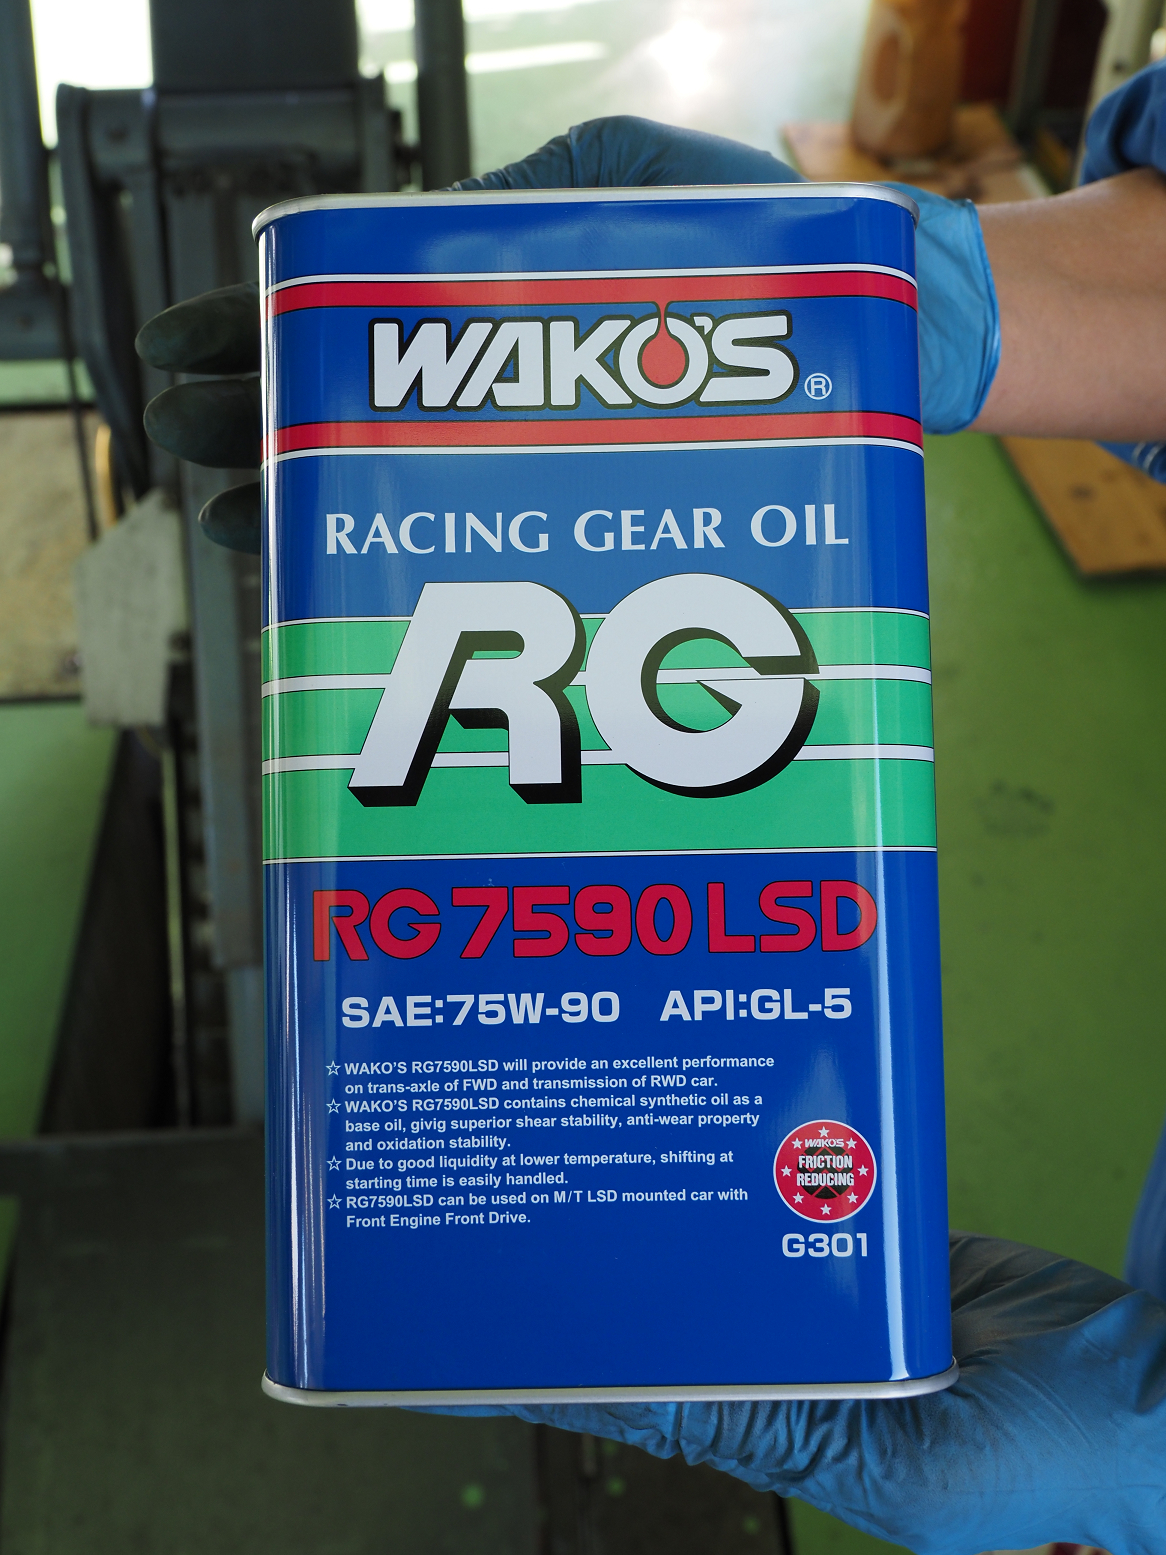 WAKO'S ®
RACING GEAR OIL
RG
RG 7590 LSD
SAE:75W-90 API:GL-5
☆ WAKO'S RG7590LSD will provide an excellent performance
on trans-axle of FWD and transmission of RWD car.
☆ WAKO'S RG7590LSD contains chemical synthetic oil as a
base oil, givig superior shear stability, anti-wear property
and oxidation stability.
☆ Due to good liquidity at lower temperature, shifting at
starting time is easily handled.
☆ RG7590LSD can be used on M/T LSD mounted car with
Front Engine Front Drive.
WAKO'S
FRICTION
REDUCING
G301